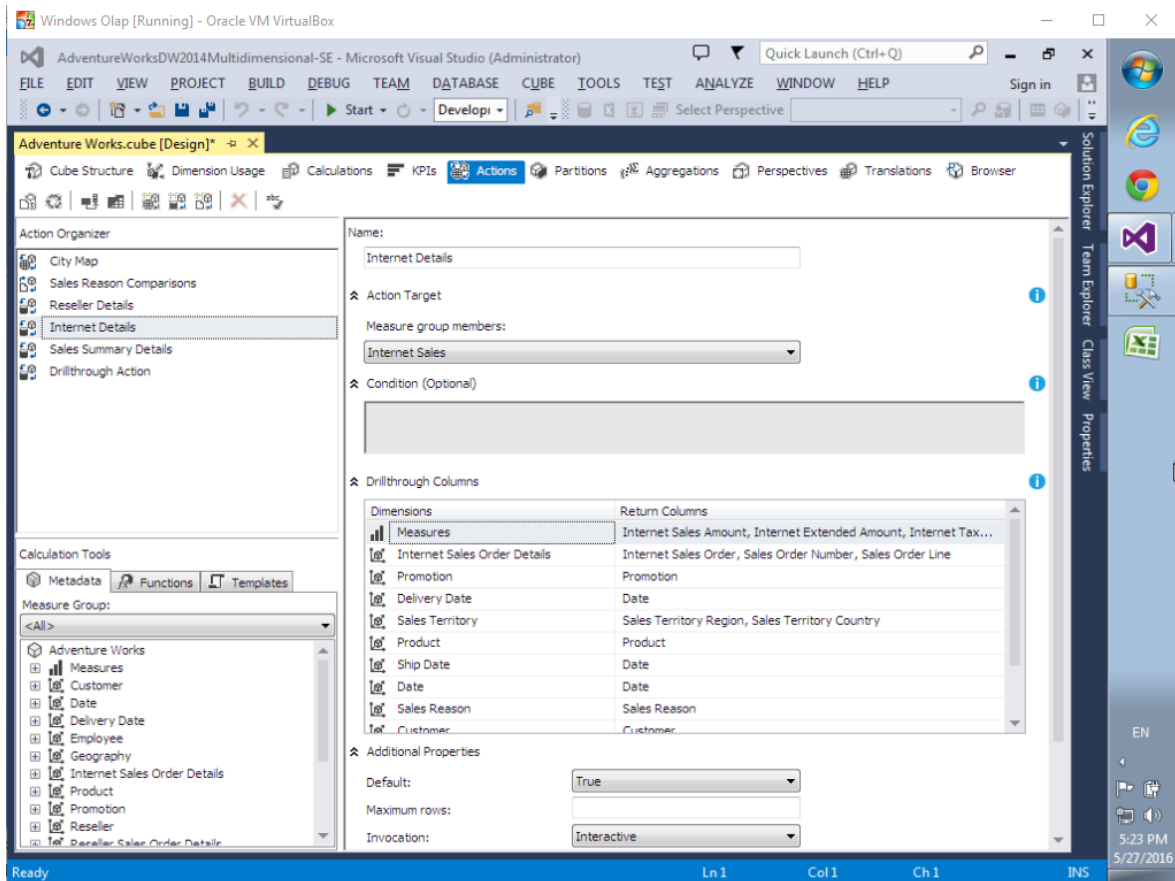 Windows Olap [Running] - Oracle VM VirtualBox
AdventureWorksDW2014Multidimensional-SE - Microsoft Visual Studio (Administrator)
Quick Launch (Ctrl+Q)
FILE EDIT VIEW PROJECT BUILD DEBUG TEAM DATABASE CUBE TOOLS TEST ANALYZE WINDOW HELP Sign in
Start Develop Select Perspective
Adventure Works.cube [Design]*
Cube Structure Dimension Usage Calculations KPIs Actions Partitions Aggregations Perspectives Translations Browser
Action Organizer
City Map
Sales Reason Comparisons
Reseller Details
Internet Details
Sales Summary Details
Drillthrough Action
Calculation Tools
Metadata Functions Templates
Measure Group:
<All>
Adventure Works
Measures
Customer
Date
Delivery Date
Employee
Geography
Internet Sales Order Details
Product
Promotion
Reseller
Reseller Sales Order Details
Name:
Internet Details
Action Target
Measure group members:
Internet Sales
Condition (Optional)
Drillthrough Columns
Dimensions Return Columns
Measures Internet Sales Amount, Internet Extended Amount, Internet Tax...
Internet Sales Order Details Internet Sales Order, Sales Order Number, Sales Order Line
Promotion Promotion
Delivery Date Date
Sales Territory Sales Territory Region, Sales Territory Country
Product Product
Ship Date Date
Date Date
Sales Reason Sales Reason
Customer Customer
Additional Properties
Default: True
Maximum rows:
Invocation: Interactive
Solution Explorer
Team Explorer
Class View
Properties
Ready Ln 1 Col 1 Ch 1 INS
EN
5:23 PM
5/27/2016